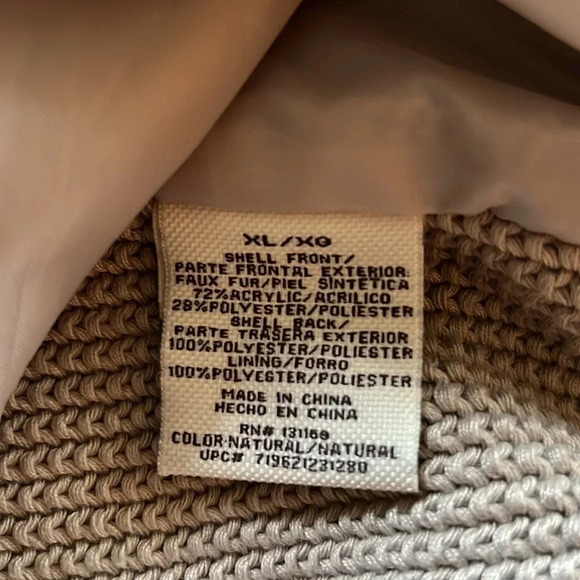 XL/XG
SHELL FRONT/
PARTE FRONTAL EXTERIOR:
FAUX FUR/PIEL SINTETICA
72%ACRYLIC/ACRILICO
28%POLYESTER/POLIESTER
SHELL BACK/
PARTE TRASERA EXTERIOR
100%POLYESTER/POLIESTER
LINING/FORRO
100%POLYESTER/POLIESTER
MADE IN CHINA
HECHO EN CHINA
RN# 131168
COLOR:NATURAL/NATURAL
UPC# 719621231280